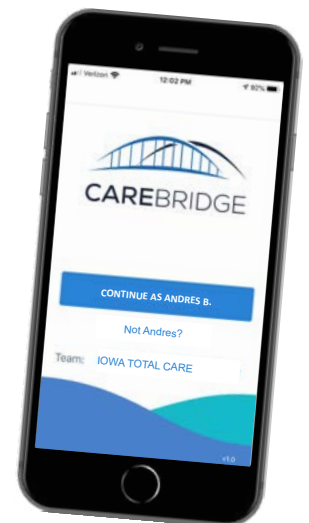 Verizon 12:02 PM 92%
CAREBRIDGE
CONTINUE AS ANDRES B.
Not Andres?
Team: IOWA TOTAL CARE
v1.0